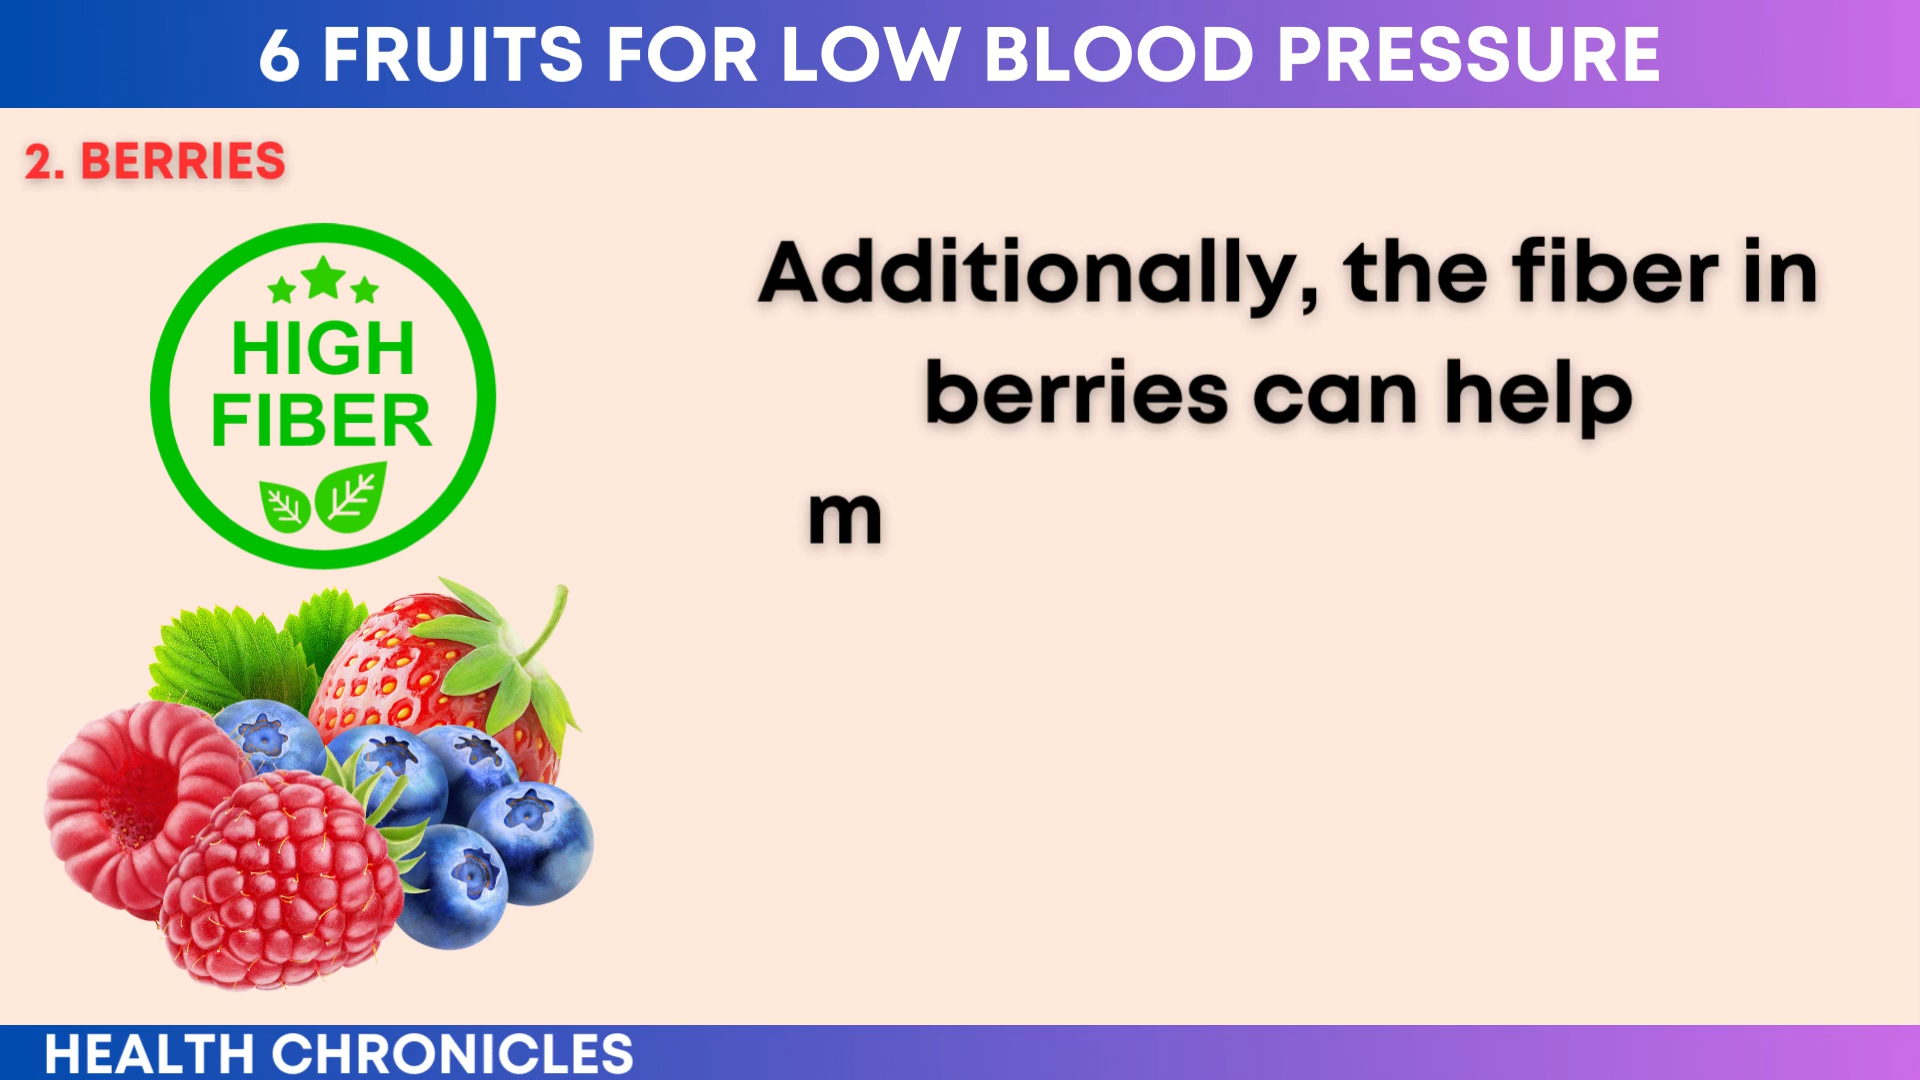 6 FRUITS FOR LOW BLOOD PRESSURE
2. BERRIES
HIGH
FIBER
Additionally, the fiber in
berries can help
m
HEALTH CHRONICLES